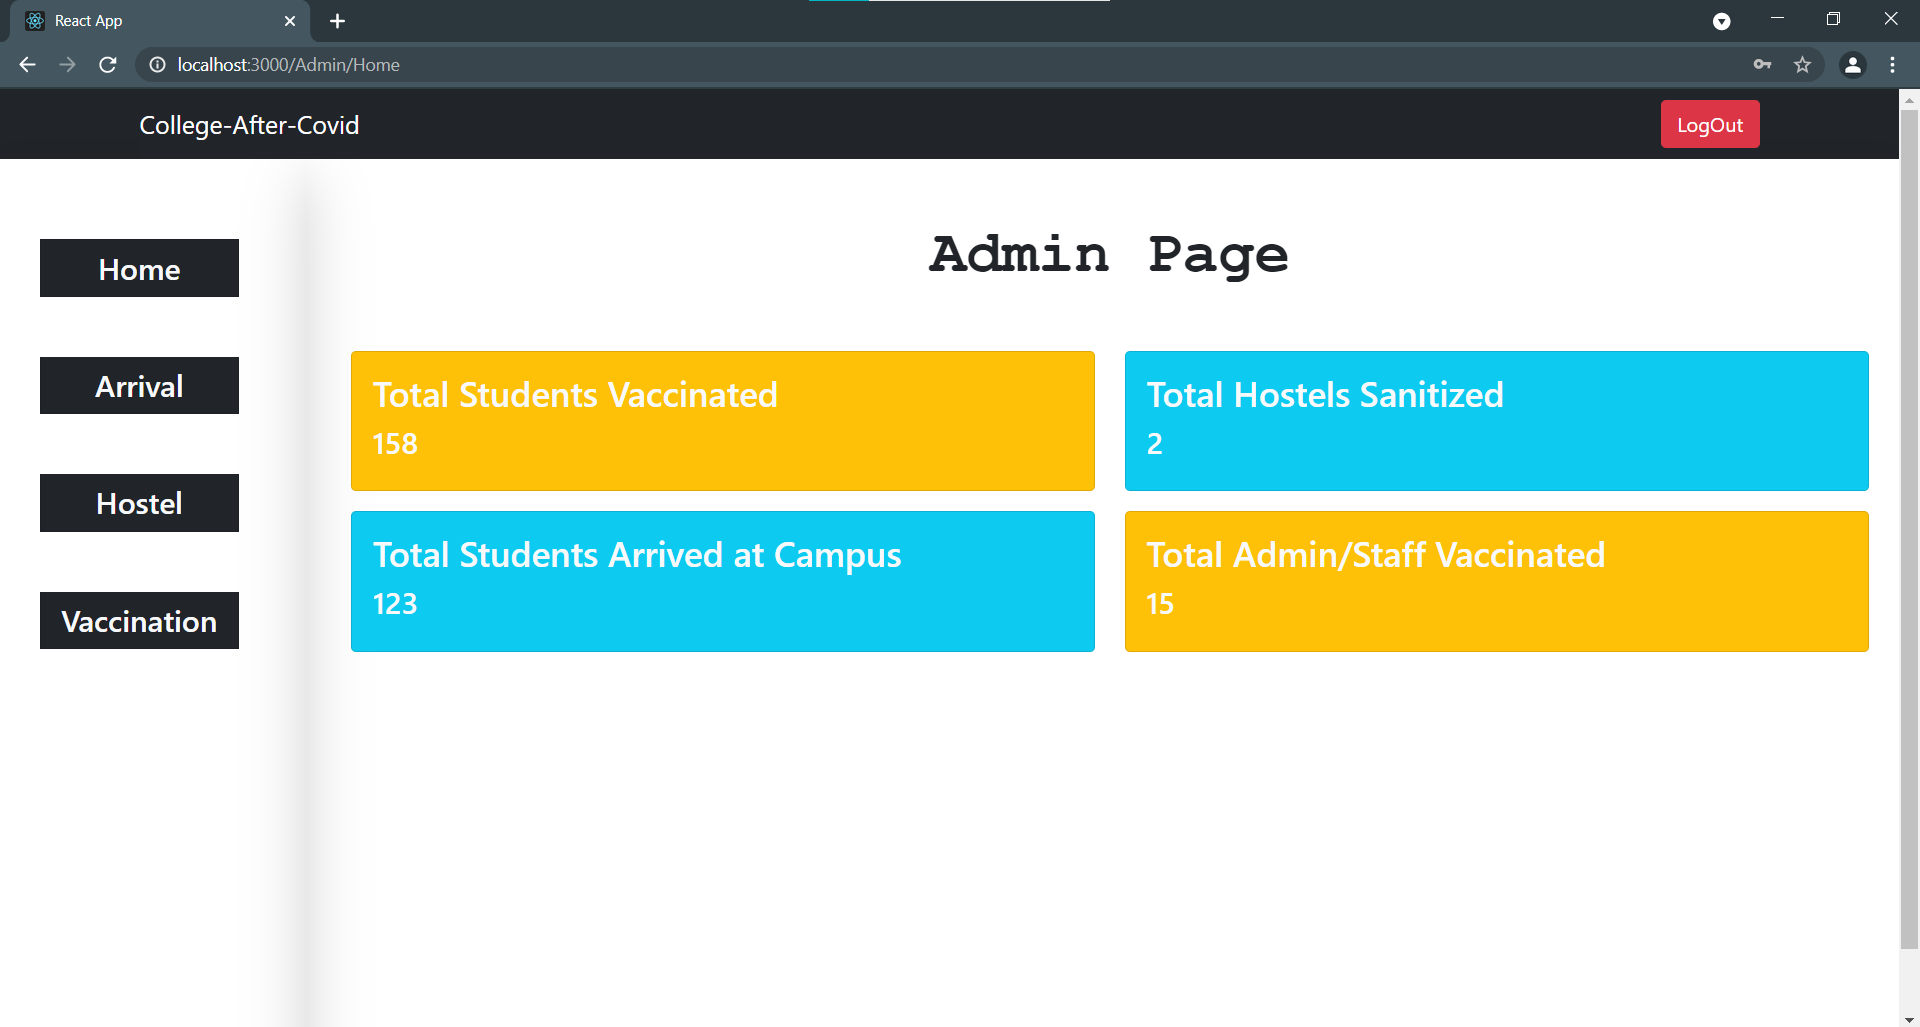 React App
localhost:3000/Admin/Home
College-After-Covid
LogOut
Home
Arrival
Hostel
Vaccination
Admin Page
Total Students Vaccinated
158
Total Hostels Sanitized
2
Total Students Arrived at Campus
123
Total Admin/Staff Vaccinated
15